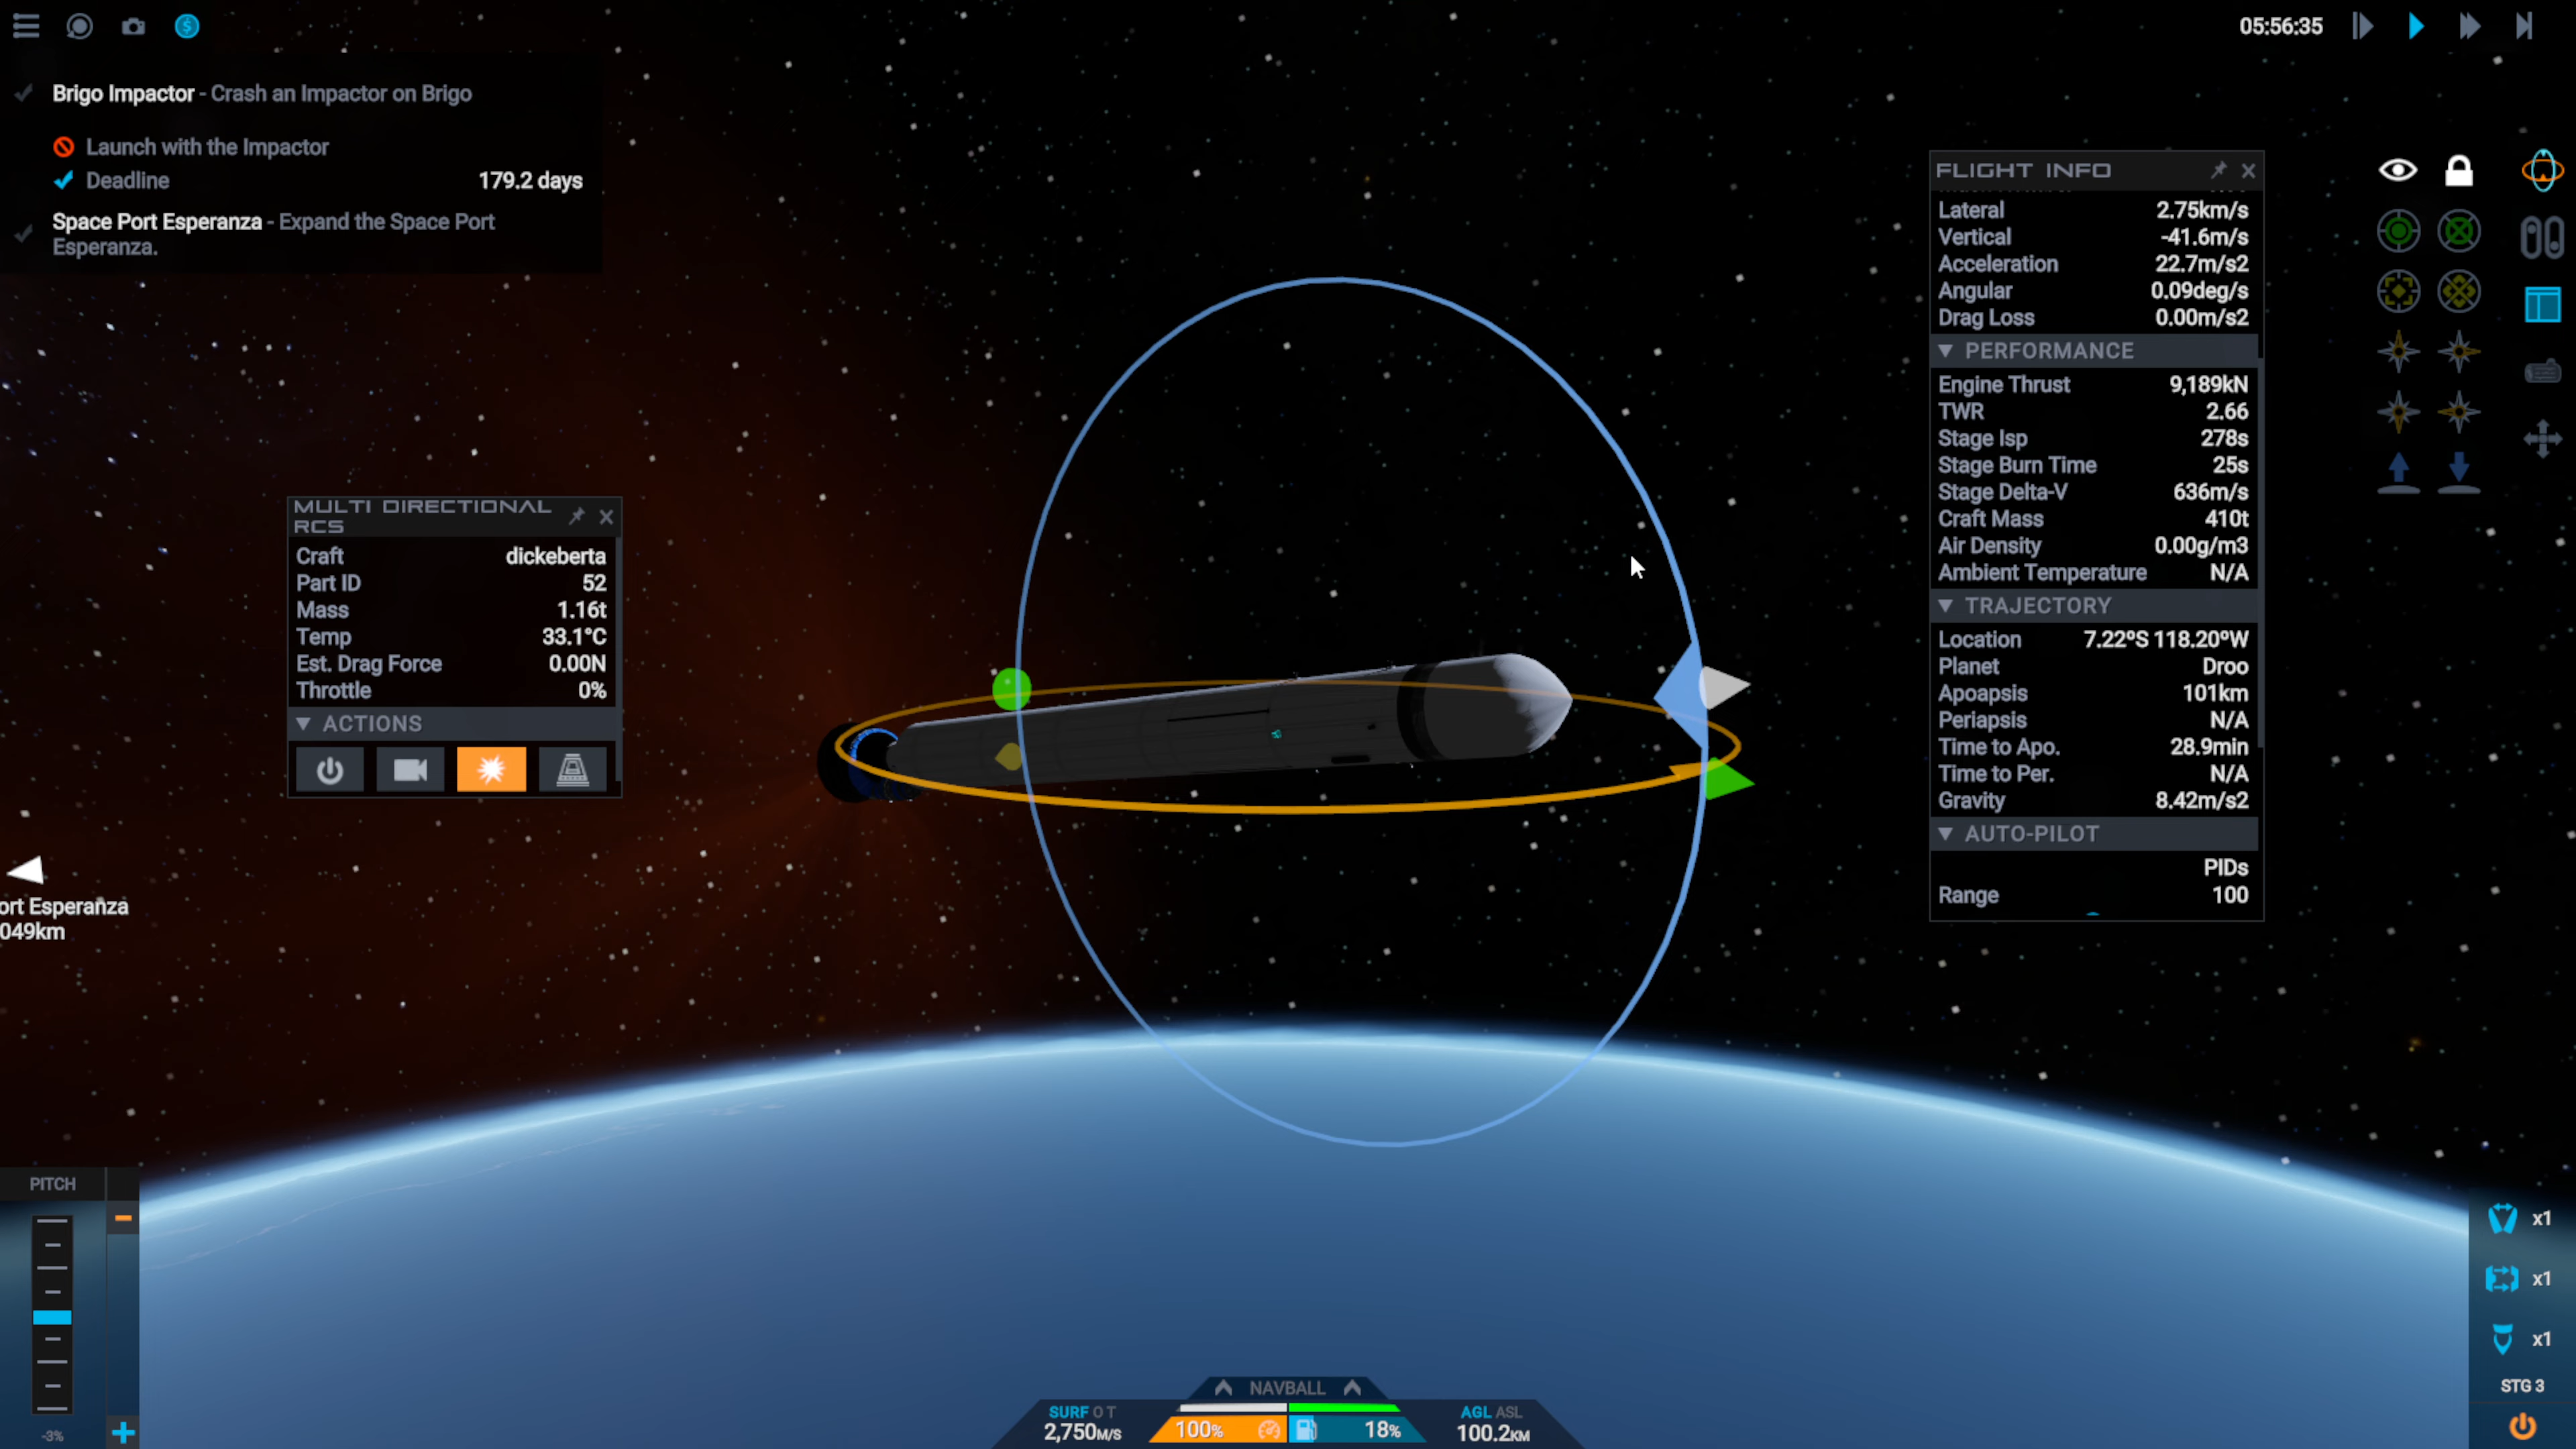 05:56:35
Brigo Impactor - Crash an Impactor on Brigo
Launch with the Impactor
Deadline 179.2 days
Space Port Esperanza - Expand the Space Port
Esperanza.
FLIGHT INFO
Lateral 2.75km/s
Vertical -41.6m/s
Acceleration 22.7m/s2
Angular 0.09deg/s
Drag Loss 0.00m/s2
PERFORMANCE
Engine Thrust 9,189kN
TWR 2.66
Stage Isp 278s
Stage Burn Time 25s
Stage Delta-V 636m/s
Craft Mass 410t
Air Density 0.00g/m3
Ambient Temperature N/A
TRAJECTORY
Location 7.22ºS 118.20ºW
Planet Droo
Apoapsis 101km
Periapsis N/A
Time to Apo. 28.9min
Time to Per. N/A
Gravity 8.42m/s2
AUTO-PILOT
PIDs
Range 100
MULTI DIRECTIONAL
RCS
Craft dickeberta
Part ID 52
Mass 1.16t
Temp 33.1°C
Est. Drag Force 0.00N
Throttle 0%
ACTIONS
ort Esperanza
049km
PITCH
-3%
NAVBALL
SURF O T
2,750M/S
100%
18%
AGL ASL
100.2KM
x1
x1
x1
STG 3